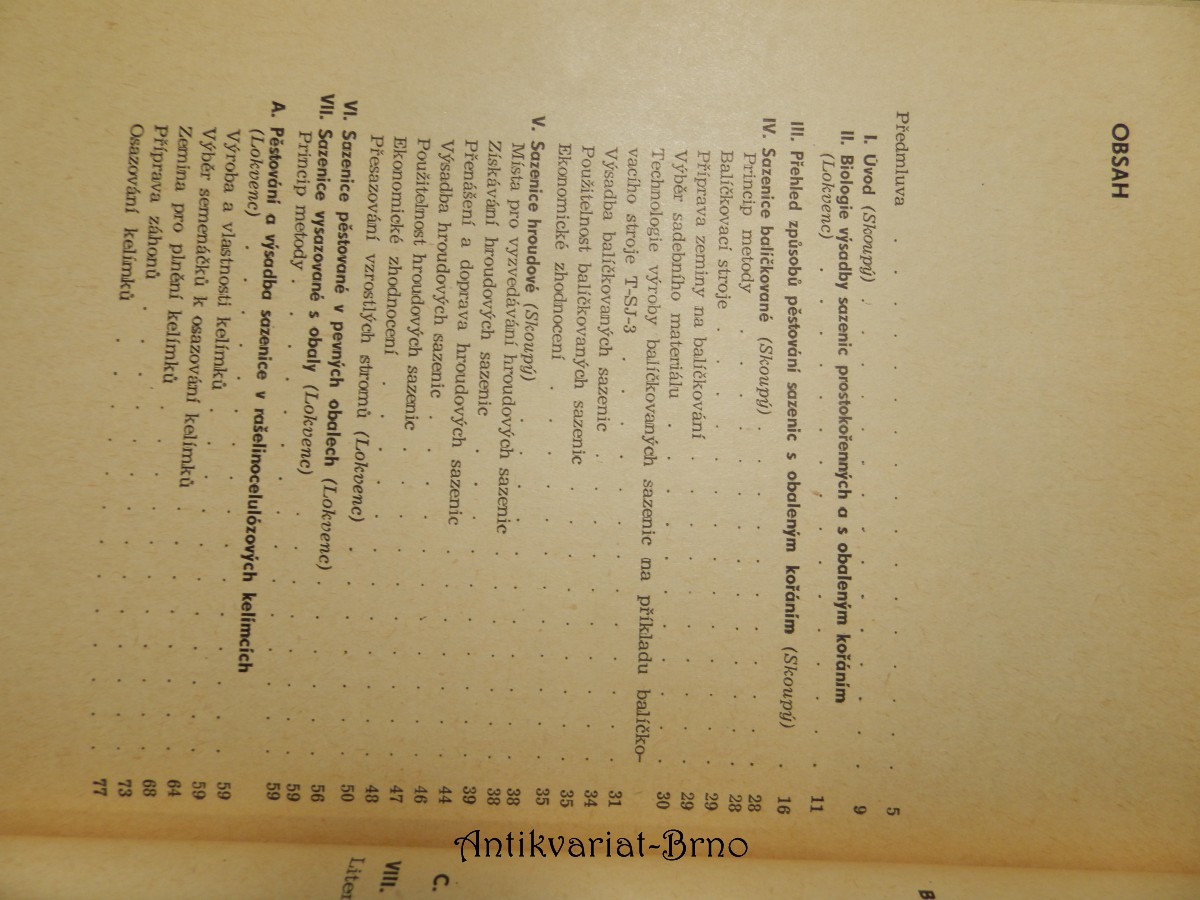 OBSAH
Předmluva . . . . . . . . . . 5
I. Úvod (Skoupý) . . . . . . . . . . 9
II. Biologie výsadby sazenic prostokořenných a s obaleným kořáním
(Lokvenc) . . . . . . . . . . 11
III. Přehled způsobů pěstování sazenic s obaleným kořáním (Skoupý) . 16
IV. Sazenice balíčkované (Skoupý) . . . . . . . 28
Princip metody . . . . . . . . . 28
Balíčkovací stroje . . . . . . . . . 29
Příprava zeminy na balíčkování . . . . . . . 29
Výběr sadebního materiálu . . . . . . . . 30
Technologie výroby balíčkovaných sazenic (na příkladu balíčko-
vacího stroje T-SJ-3 . . . . . . . . 31
Výsadba balíčkovaných sazenic . . . . . . . 34
Použitelnost balíčkovaných sazenic . . . . . . 35
Ekonomické zhodnocení . . . . . . . . 35
V. Sazenice hroudové (Skoupý) . . . . . . . . 38
Místa pro vyzvedávání hroudových sazenic . . . . . 38
Získávání hroudových sazenic . . . . . . . 39
Přenášení a doprava hroudových sazenic . . . . . 44
Výsadba hroudových sazenic . . . . . . . 46
Použitelnost hroudových sazenic . . . . . . . 47
Ekonomické zhodnocení . . . . . . . . 48
Přesazování vzrostlých stromů (Lokvenc) . . . . . 50
VI. Sazenice pěstované v pevných obalech (Lokvenc) . . . . 56
VII. Sazenice vysazované s obaly (Lokvenc) . . . . . 59
Princip metody . . . . . . . . . 59
A. Pěstování a výsadba sazenice v rašelinocelulózových kelímcích
(Lokvenc) . . . . . . . . . . 59
Výroba a vlastnosti kelímků . . . . . . . 59
Výběr semenáčků k osazování kelímků . . . . . 64
Zemina pro plnění kelímků . . . . . . . 68
Příprava záhonů . . . . . . . . . 73
Osazování kelímků . . . . . . . . 77
B
C.
VIII.
Liter
Antikvariat-Brno